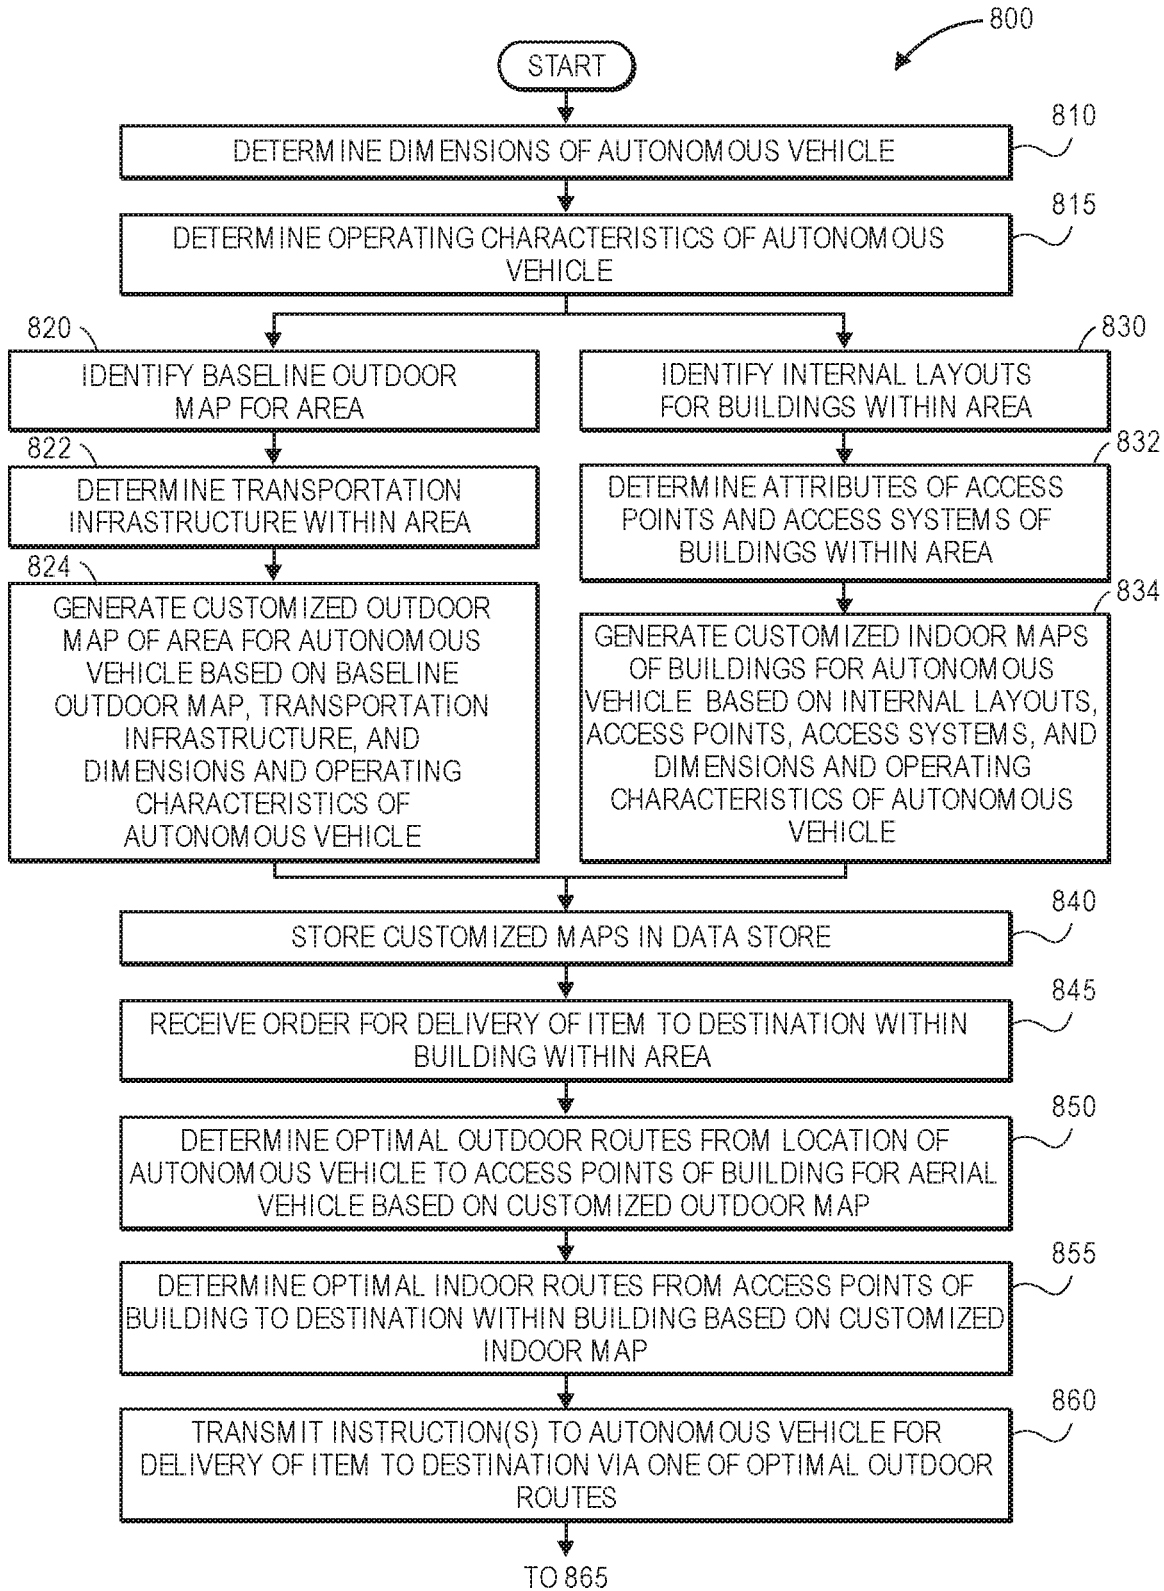 800
START
810
DETERMINE DIMENSIONS OF AUTONOMOUS VEHICLE
815
DETERMINE OPERATING CHARACTERISTICS OF AUTONOMOUS
VEHICLE
820
IDENTIFY BASELINE OUTDOOR
MAP FOR AREA
822
DETERMINE TRANSPORTATION
INFRASTRUCTURE WITHIN AREA
824
GENERATE CUSTOMIZED OUTDOOR
MAP OF AREA FOR AUTONOMOUS
VEHICLE BASED ON BASELINE
OUTDOOR MAP, TRANSPORTATION
INFRASTRUCTURE, AND
DIMENSIONS AND OPERATING
CHARACTERISTICS OF
AUTONOMOUS VEHICLE
830
IDENTIFY INTERNAL LAYOUTS
FOR BUILDINGS WITHIN AREA
832
DETERMINE ATTRIBUTES OF ACCESS
POINTS AND ACCESS SYSTEMS OF
BUILDINGS WITHIN AREA
834
GENERATE CUSTOMIZED INDOOR MAPS
OF BUILDINGS FOR AUTONOMOUS
VEHICLE BASED ON INTERNAL LAYOUTS,
ACCESS POINTS, ACCESS SYSTEMS, AND
DIMENSIONS AND OPERATING
CHARACTERISTICS OF AUTONOMOUS
VEHICLE
840
STORE CUSTOMIZED MAPS IN DATA STORE
845
RECEIVE ORDER FOR DELIVERY OF ITEM TO DESTINATION WITHIN
BUILDING WITHIN AREA
850
DETERMINE OPTIMAL OUTDOOR ROUTES FROM LOCATION OF
AUTONOMOUS VEHICLE TO ACCESS POINTS OF BUILDING FOR AERIAL
VEHICLE BASED ON CUSTOMIZED OUTDOOR MAP
855
DETERMINE OPTIMAL INDOOR ROUTES FROM ACCESS POINTS OF
BUILDING TO DESTINATION WITHIN BUILDING BASED ON CUSTOMIZED
INDOOR MAP
860
TRANSMIT INSTRUCTION(S) TO AUTONOMOUS VEHICLE FOR
DELIVERY OF ITEM TO DESTINATION VIA ONE OF OPTIMAL OUTDOOR
ROUTES
TO 865